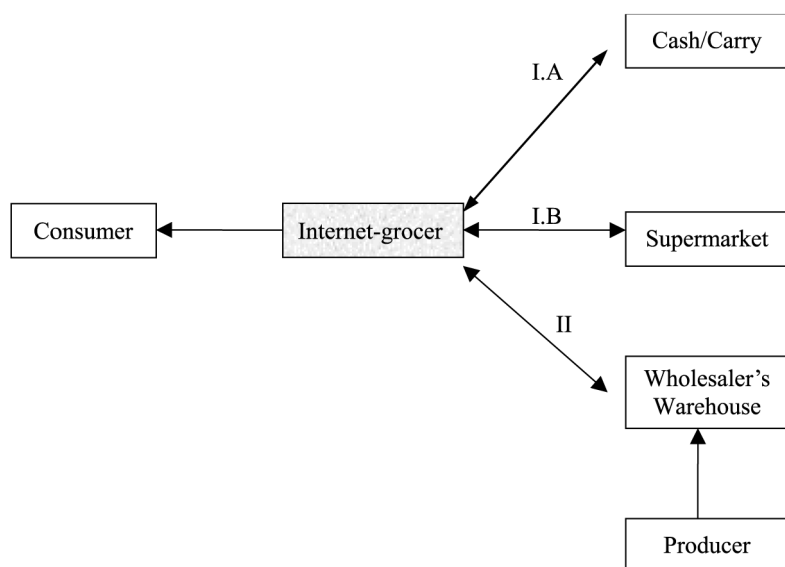 Cash/Carry
I.A
Consumer
Internet-grocer
I.B
Supermarket
II
Wholesaler’s
Warehouse
Producer